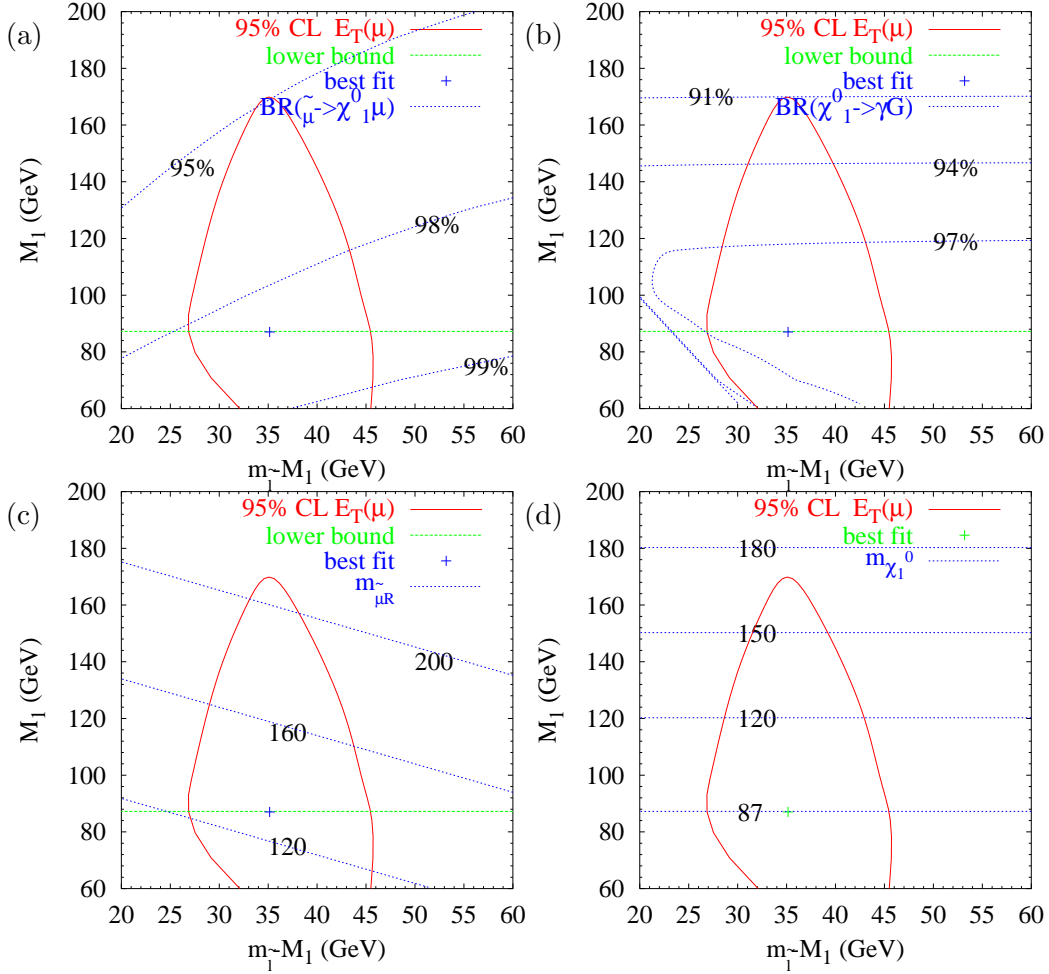 (a)
200
180
160
140
120
100
80
60
M₁ (GeV)
95% CL E_T(μ)
lower bound
best fit
BR(μ̃->χ⁰₁μ)
95%
98%
99%
20 25 30 35 40 45 50 55 60
m_l̃-M₁ (GeV)
(b)
200
180
160
140
120
100
80
60
M₁ (GeV)
95% CL E_T(μ)
lower bound
best fit
BR(χ⁰₁->γG)
91%
94%
97%
20 25 30 35 40 45 50 55 60
m_l̃-M₁ (GeV)
(c)
200
180
160
140
120
100
80
60
M₁ (GeV)
95% CL E_T(μ)
lower bound
best fit
m_μ̃R
200
160
120
20 25 30 35 40 45 50 55 60
m_l̃-M₁ (GeV)
(d)
200
180
160
140
120
100
80
60
M₁ (GeV)
95% CL E_T(μ)
best fit
m_χ₁⁰
180
150
120
87
20 25 30 35 40 45 50 55 60
m_l̃-M₁ (GeV)